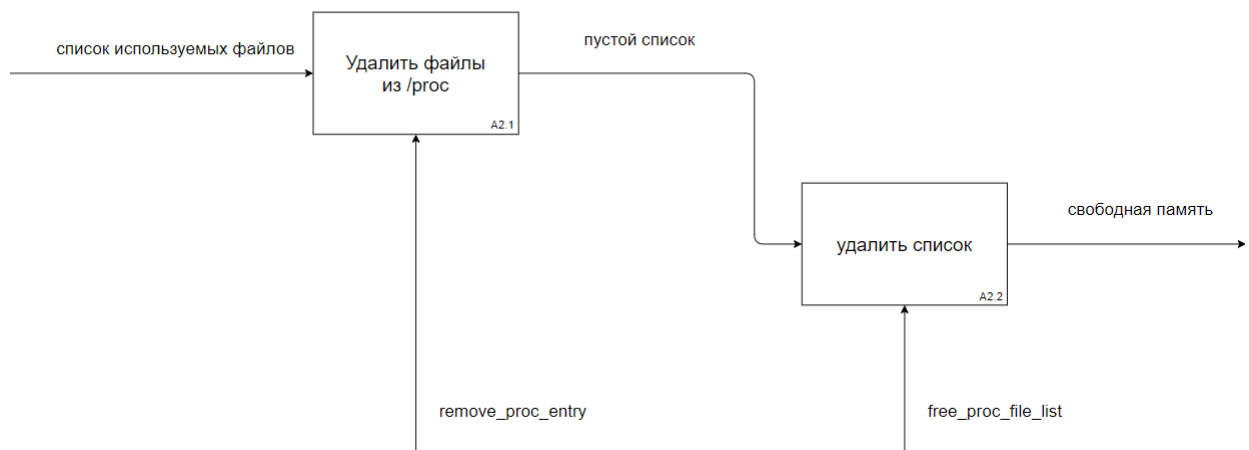 список используемых файлов
Удалить файлы
из /proc
A2.1
пустой список
remove_proc_entry
удалить список
A2.2
свободная память
free_proc_file_list